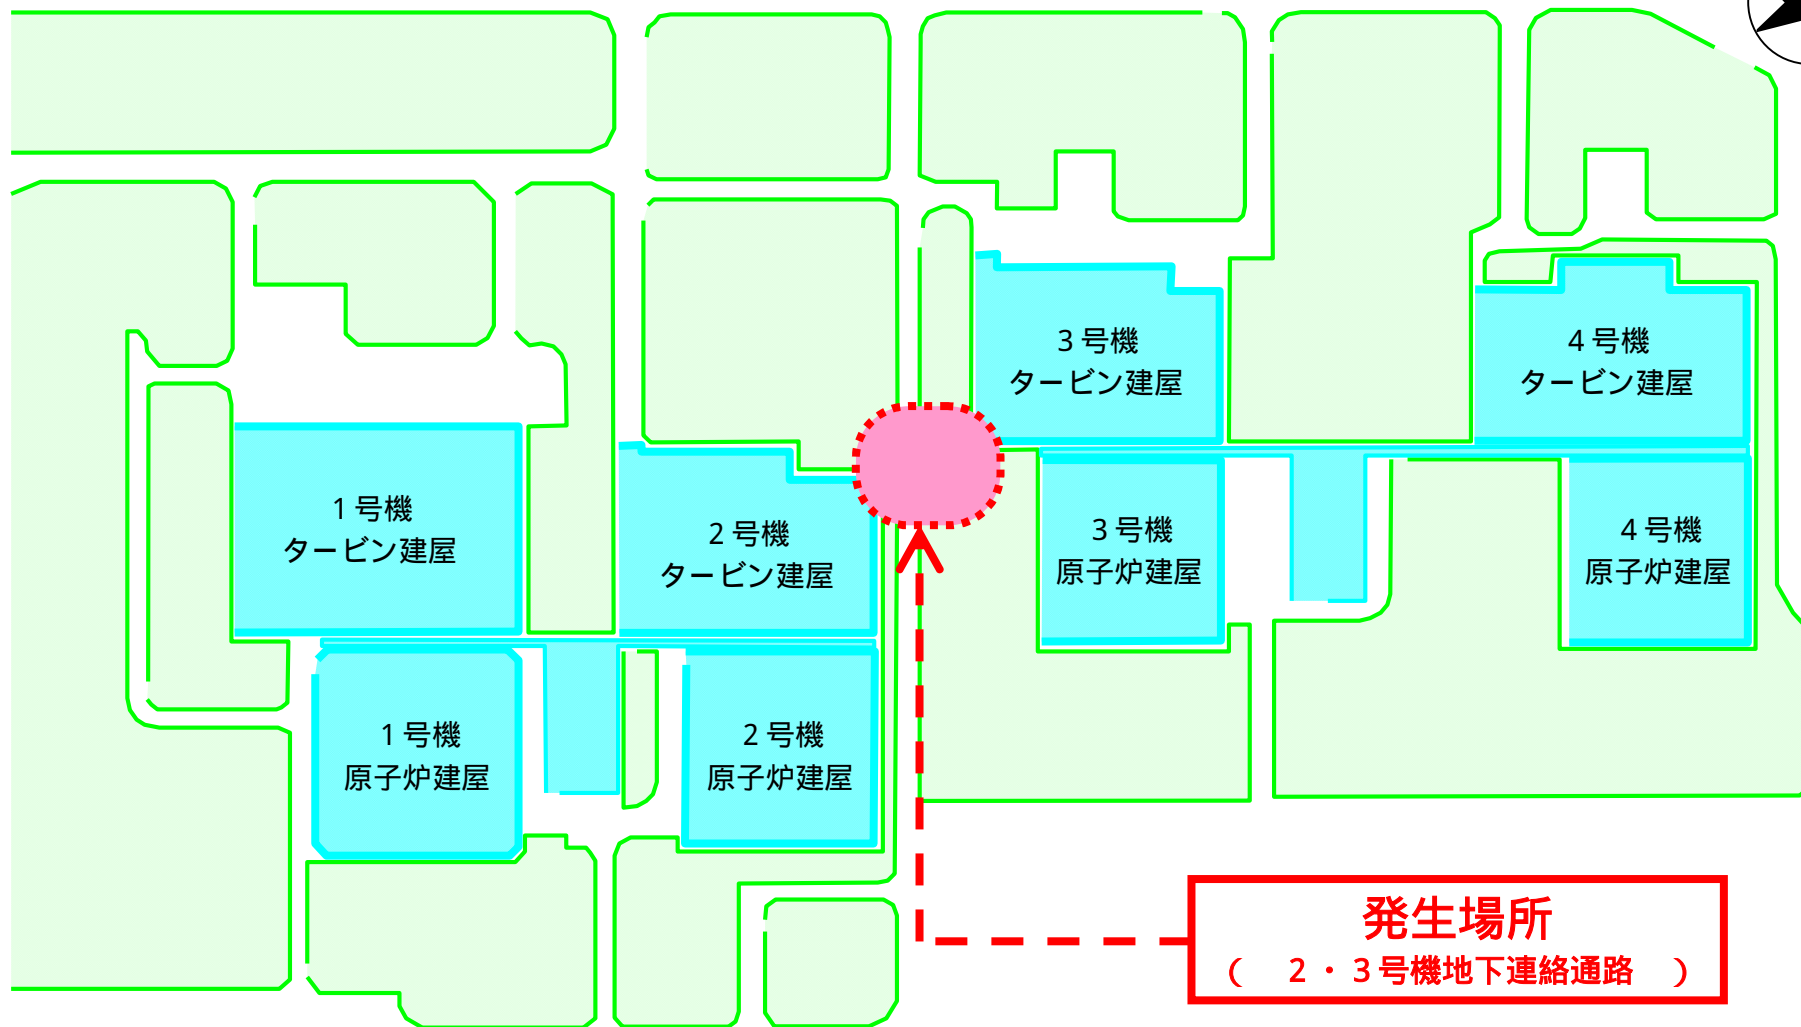 3号機
タービン建屋
4号機
タービン建屋
1号機
タービン建屋
2号機
タービン建屋
3号機
原子炉建屋
4号機
原子炉建屋
1号機
原子炉建屋
2号機
原子炉建屋
発生場所
（　2・3号機地下連絡通路　）